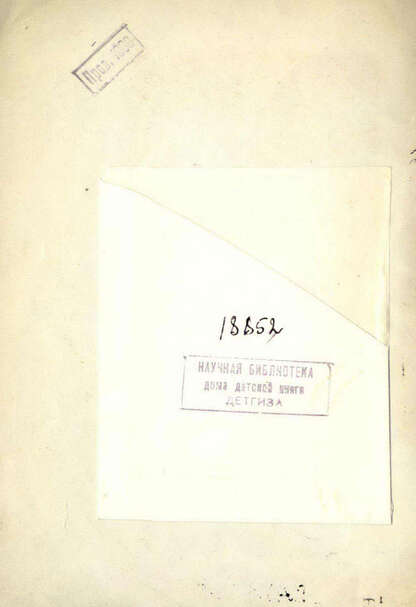 18852
НАУЧНАЯ БИБЛИОТЕКА
дома детской книги
ДЕТГИЗА